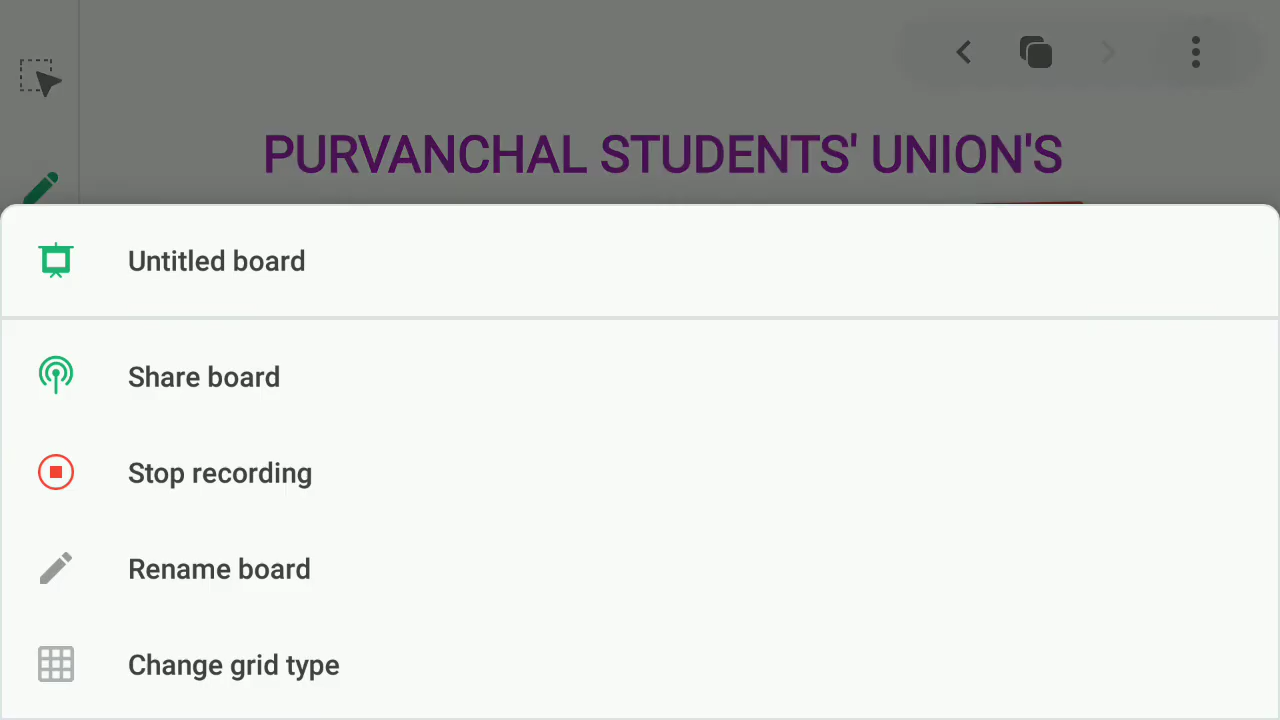 PURVANCHAL STUDENTS' UNION'S
Untitled board
Share board
Stop recording
Rename board
Change grid type